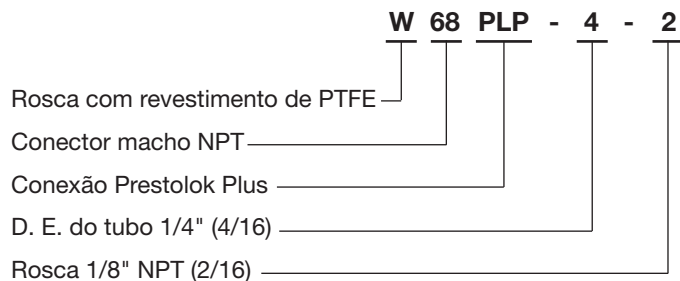 W 68 PLP - 4 - 2
Rosca com revestimento de PTFE
Conector macho NPT
Conexão Prestolok Plus
D. E. do tubo 1/4" (4/16)
Rosca 1/8" NPT (2/16)